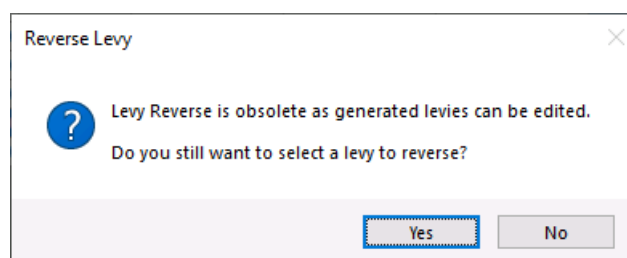 Reverse Levy
Levy Reverse is obsolete as generated levies can be edited.
Do you still want to select a levy to reverse?
Yes
No